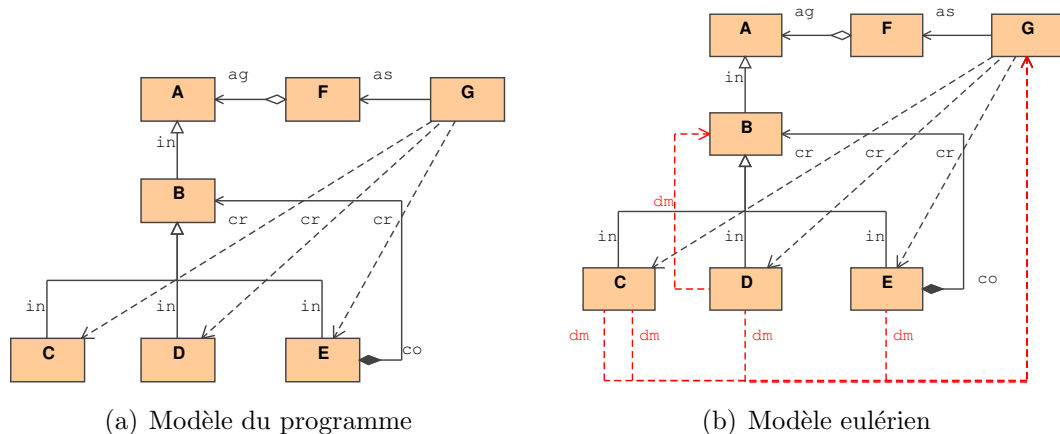 A
ag
F
as
G
in
B
cr
cr
cr
in
in
in
C
D
E
co
(a) Modèle du programme
A
ag
F
as
G
in
B
cr
cr
cr
dm
in
in
in
C
D
E
co
dm
dm
dm
dm
(b) Modèle eulérien